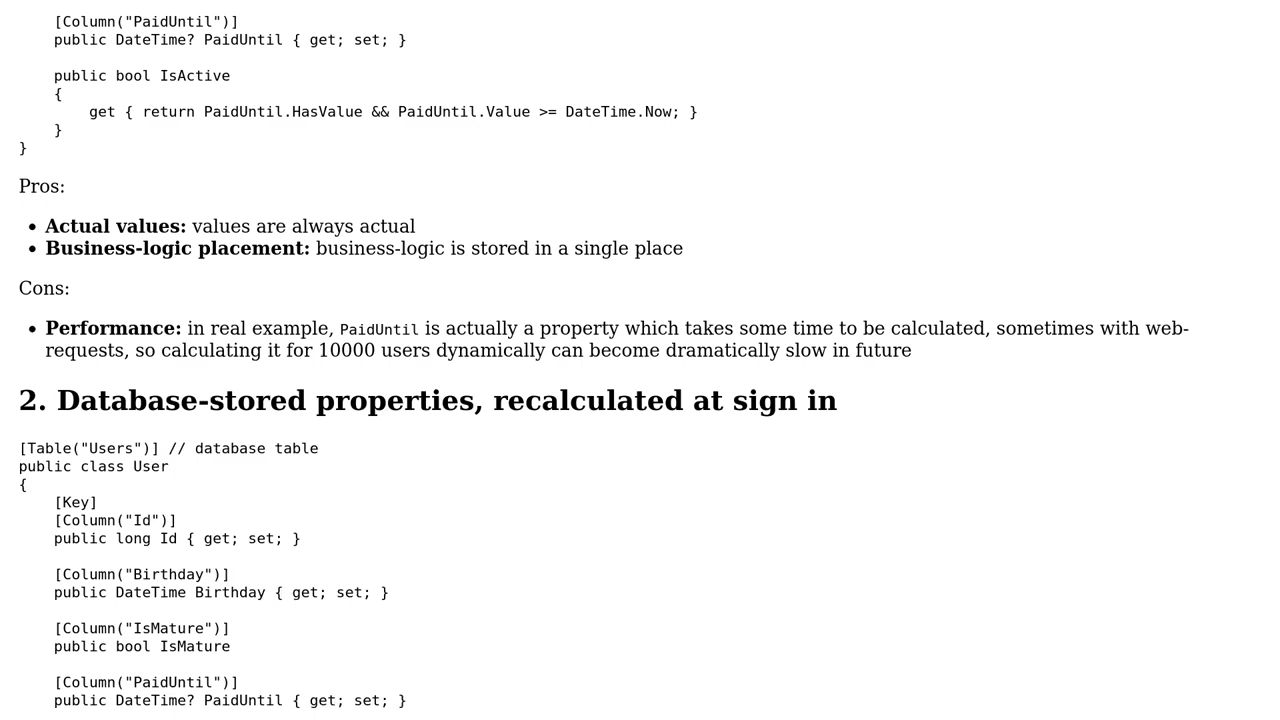 [Column("PaidUntil")]
    public DateTime? PaidUntil { get; set; }

    public bool IsActive
    {
        get { return PaidUntil.HasValue && PaidUntil.Value >= DateTime.Now; }
    }
}
Pros:
• Actual values: values are always actual
• Business-logic placement: business-logic is stored in a single place
Cons:
• Performance: in real example, PaidUntil is actually a property which takes some time to be calculated, sometimes with web-
requests, so calculating it for 10000 users dynamically can become dramatically slow in future
2. Database-stored properties, recalculated at sign in
[Table("Users")] // database table
public class User
{
    [Key]
    [Column("Id")]
    public long Id { get; set; }

    [Column("Birthday")]
    public DateTime Birthday { get; set; }

    [Column("IsMature")]
    public bool IsMature

    [Column("PaidUntil")]
    public DateTime? PaidUntil { get; set; }